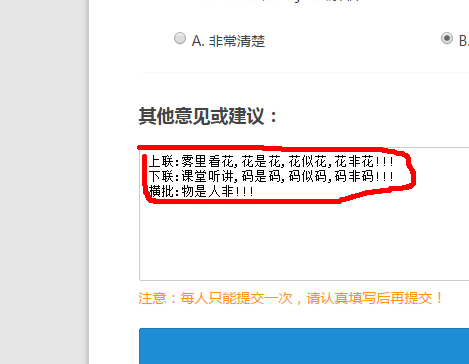 A. 非常清楚
B.
其他意见或建议：
上联:雾里看花,花是花,花似花,花非花!!!
下联:课堂听讲,码是码,码似码,码非码!!!
横批:物是人非!!!
注意：每人只能提交一次，请认真填写后再提交！